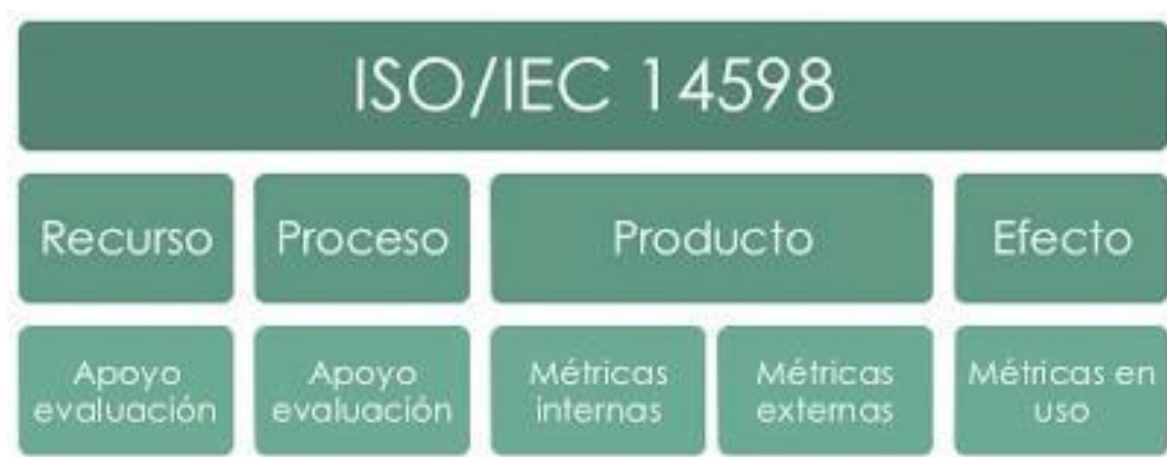 ISO/IEC 14598
Recurso
Proceso
Producto
Efecto
Apoyo
evaluación
Apoyo
evaluación
Métricas
internas
Métricas
externas
Métricas en
uso